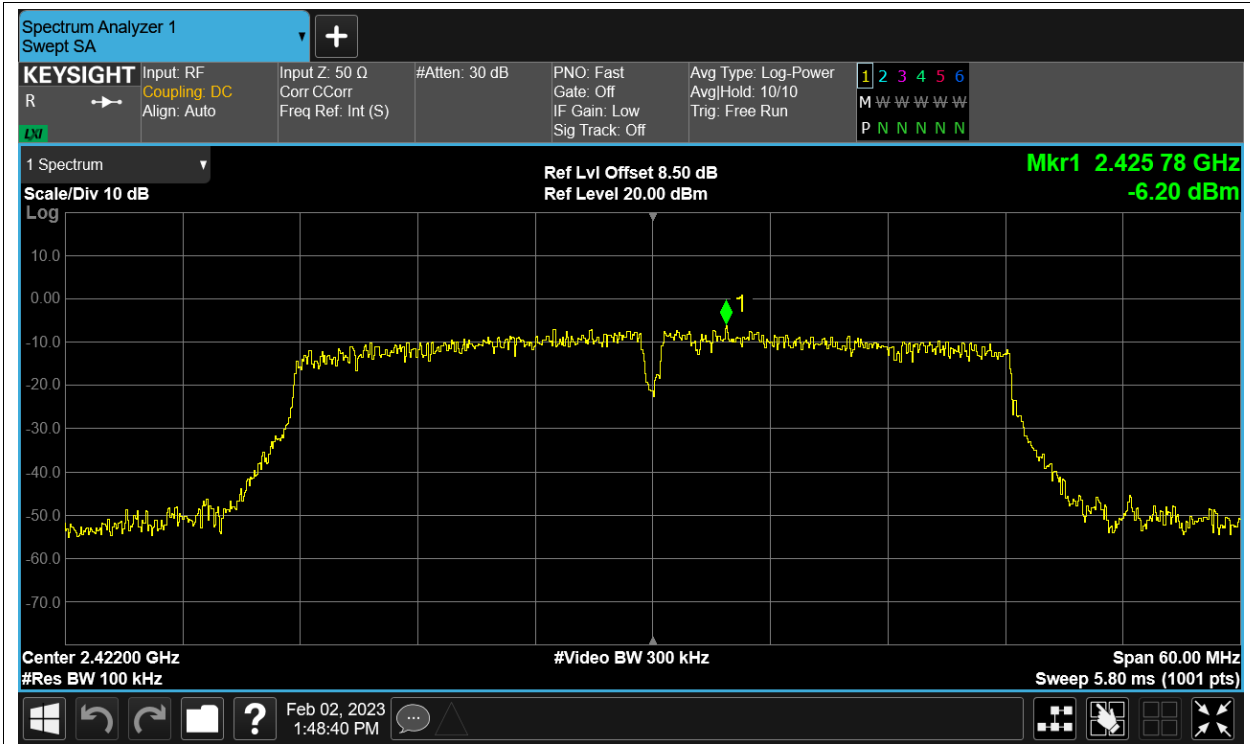 Spectrum Analyzer 1
Swept SA
KEYSIGHT
R
LXI
Input: RF
Coupling: DC
Align: Auto
Input Z: 50 Ω
Corr CCorr
Freq Ref: Int (S)
#Atten: 30 dB
PNO: Fast
Gate: Off
IF Gain: Low
Sig Track: Off
Avg Type: Log-Power
Avg|Hold: 10/10
Trig: Free Run
1 2 3 4 5 6
M W W W W W
P N N N N N
1 Spectrum
Scale/Div 10 dB
Log
Ref Lvl Offset 8.50 dB
Ref Level 20.00 dBm
Mkr1 2.425 78 GHz
-6.20 dBm
10.0
0.00
-10.0
-20.0
-30.0
-40.0
-50.0
-60.0
-70.0
1
Center 2.42200 GHz
#Res BW 100 kHz
#Video BW 300 kHz
Span 60.00 MHz
Sweep 5.80 ms (1001 pts)
?
Feb 02, 2023
1:48:40 PM